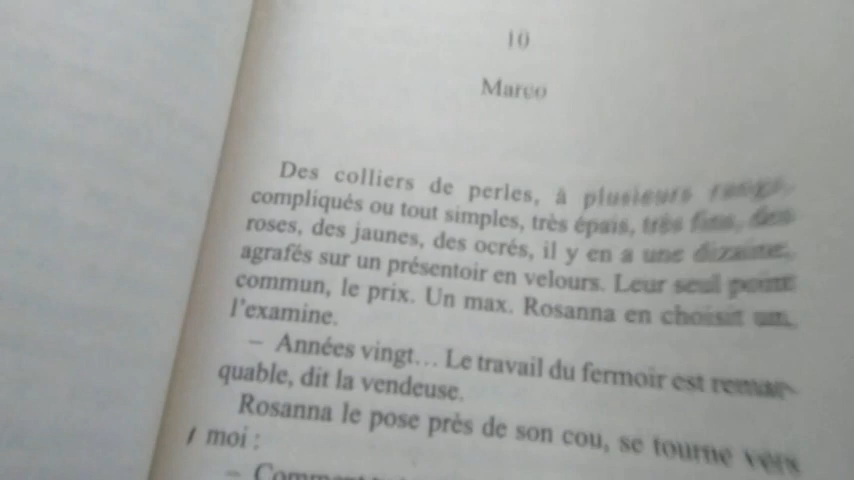 10
Marco
Des colliers de perles, à plusieurs rangs,
compliqués ou tout simples, très épais, très fins, des
roses, des jaunes, des ocrés, il y en a une dizaine,
agrafés sur un présentoir en velours. Leur seul point
commun, le prix. Un max. Rosanna en choisit un,
l'examine.
– Années vingt... Le travail du fermoir est remar-
quable, dit la vendeuse.
Rosanna le pose près de son cou, se tourne vers
moi :
– Comment